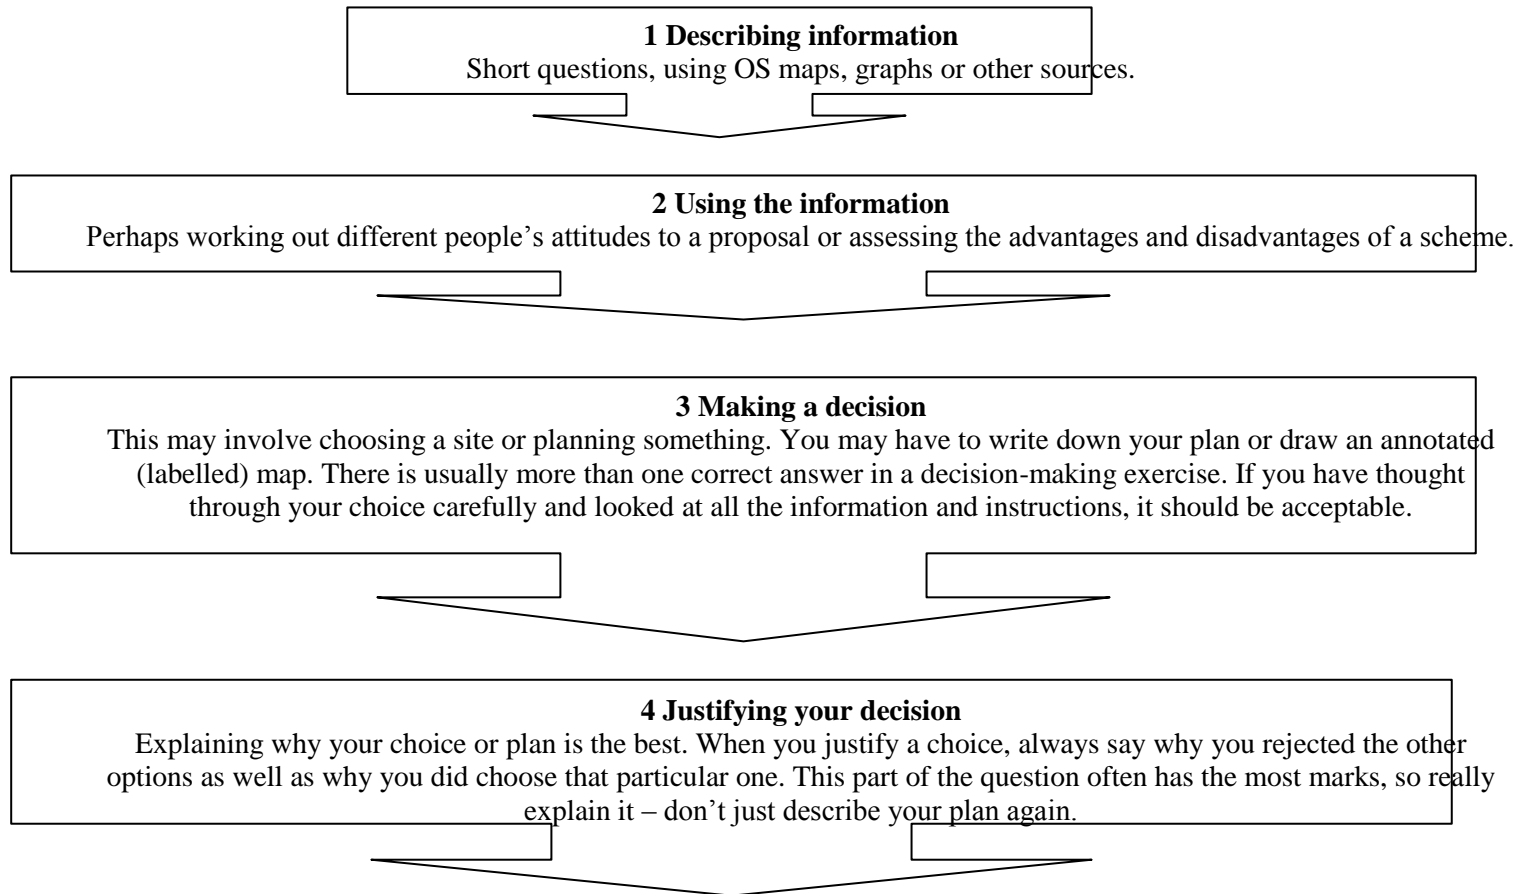 1 Describing information
Short questions, using OS maps, graphs or other sources.
2 Using the information
Perhaps working out different people’s attitudes to a proposal or assessing the advantages and disadvantages of a scheme.
3 Making a decision
This may involve choosing a site or planning something. You may have to write down your plan or draw an annotated
(labelled) map. There is usually more than one correct answer in a decision-making exercise. If you have thought
through your choice carefully and looked at all the information and instructions, it should be acceptable.
4 Justifying your decision
Explaining why your choice or plan is the best. When you justify a choice, always say why you rejected the other
options as well as why you did choose that particular one. This part of the question often has the most marks, so really
explain it – don’t just describe your plan again.